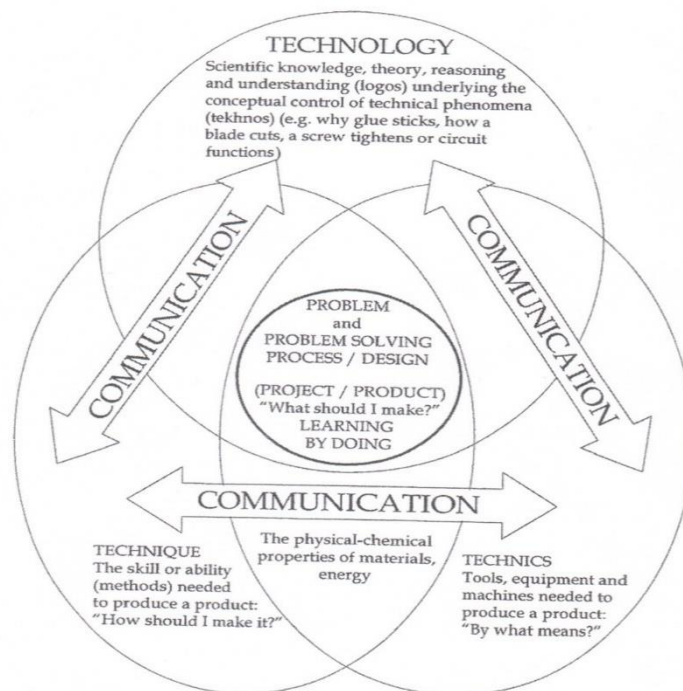 TECHNOLOGY
Scientific knowledge, theory, reasoning
and understanding (logos) underlying the
conceptual control of technical phenomena
(tekhnos) (e.g. why glue sticks, how a
blade cuts, a screw tightens or circuit
functions)
COMMUNICATION
COMMUNICATION
PROBLEM
and
PROBLEM SOLVING
PROCESS / DESIGN
(PROJECT / PRODUCT)
"What should I make?"
LEARNING
BY DOING
COMMUNICATION
TECHNIQUE
The skill or ability
(methods) needed
to produce a product:
"How should I make it?"
The physical-chemical
properties of materials,
energy
TECHNICS
Tools, equipment and
machines needed to
produce a product:
"By what means?"